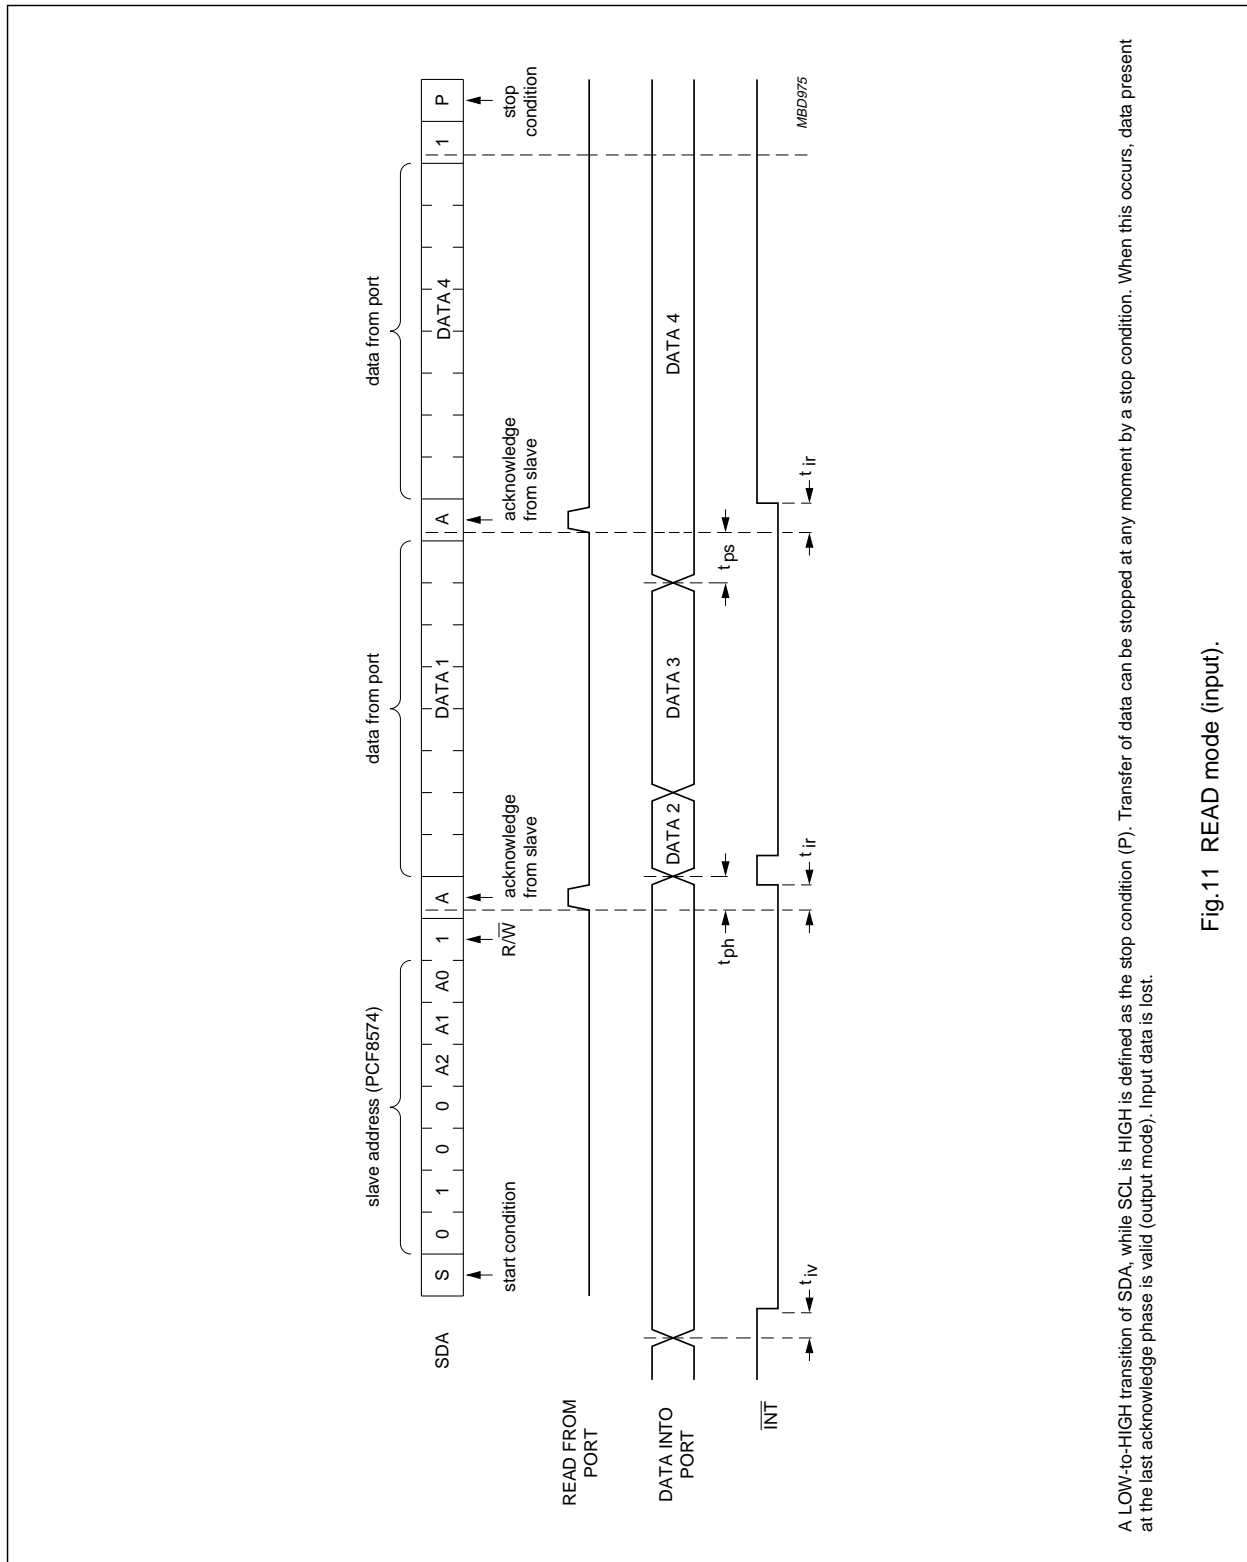 slave address (PCF8574)
data from port
data from port
SDA
S 0 1 0 0 A2 A1 A0 1 A DATA 1 A DATA 4 1 P
start condition
R/W̅
acknowledge
from slave
acknowledge
from slave
stop
condition
READ FROM
PORT
DATA INTO
PORT
DATA 2
DATA 3
DATA 4
t ph
t ps
I̅N̅T̅
t iv
t ir
t ir
MBD975
A LOW-to-HIGH transition of SDA, while SCL is HIGH is defined as the stop condition (P). Transfer of data can be stopped at any moment by a stop condition. When this occurs, data present
at the last acknowledge phase is valid (output mode). Input data is lost.
Fig.11 READ mode (input).